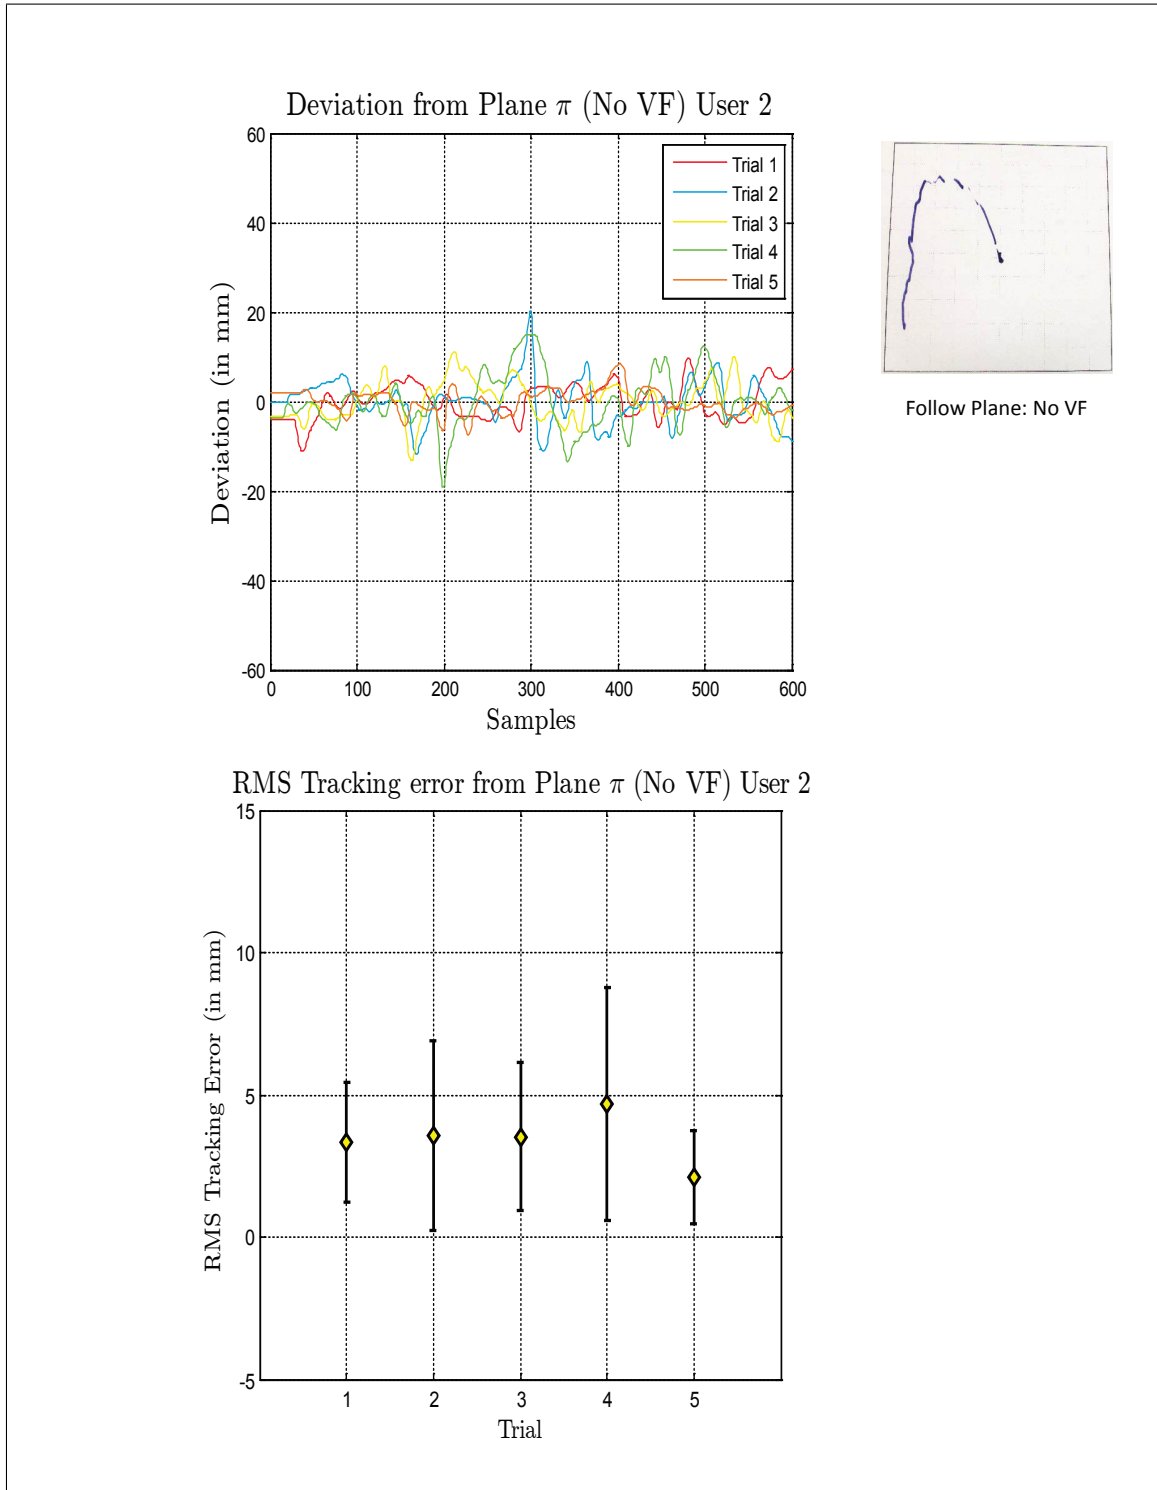 Deviation from Plane π (No VF) User 2
60
40
20
0
-20
-40
-60
Deviation (in mm)
Trial 1
Trial 2
Trial 3
Trial 4
Trial 5
0 100 200 300 400 500 600
Samples
Follow Plane: No VF
RMS Tracking error from Plane π (No VF) User 2
15
10
5
0
-5
RMS Tracking Error (in mm)
1 2 3 4 5
Trial